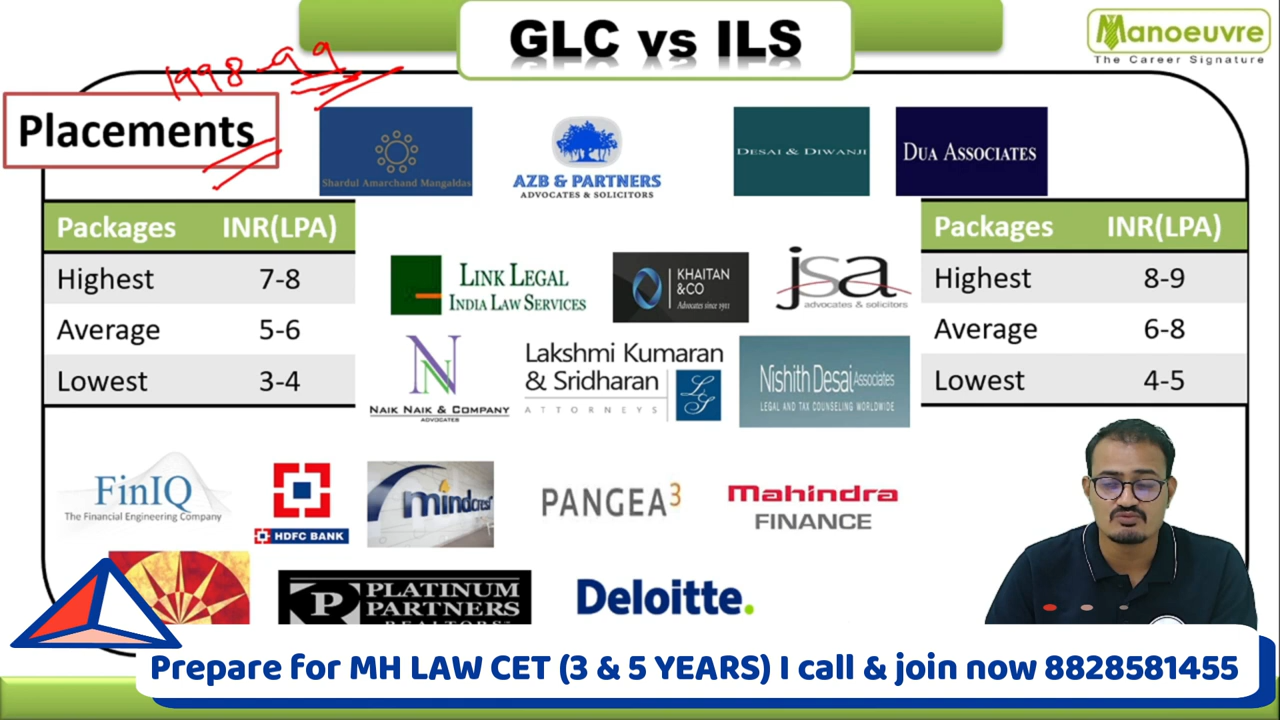 GLC vs ILS
Manoeuvre
The Career Signature
1998-99
Placements
Shardul Amarchand Mangaldas
AZB & PARTNERS
ADVOCATES & SOLICITORS
DESAI & DIWANJI
DUA ASSOCIATES
Packages INR(LPA)
Highest 7-8
Average 5-6
Lowest 3-4
LINK LEGAL
INDIA LAW SERVICES
KHAITAN
&CO
Advocates since 1911
jsa
advocates & solicitors
Packages INR(LPA)
Highest 8-9
Average 6-8
Lowest 4-5
NN
NAIK NAIK & COMPANY
ADVOCATES
Lakshmi Kumaran
& Sridharan
ATTORNEYS
LS
Nishith Desai Associates
LEGAL AND TAX COUNSELING WORLDWIDE
FinIQ
The Financial Engineering Company
HDFC BANK
mindcrest
PANGEA3
Mahindra
FINANCE
PLATINUM
PARTNERS
REALTORS
Deloitte.
Prepare for MH LAW CET (3 & 5 YEARS) I call & join now 8828581455